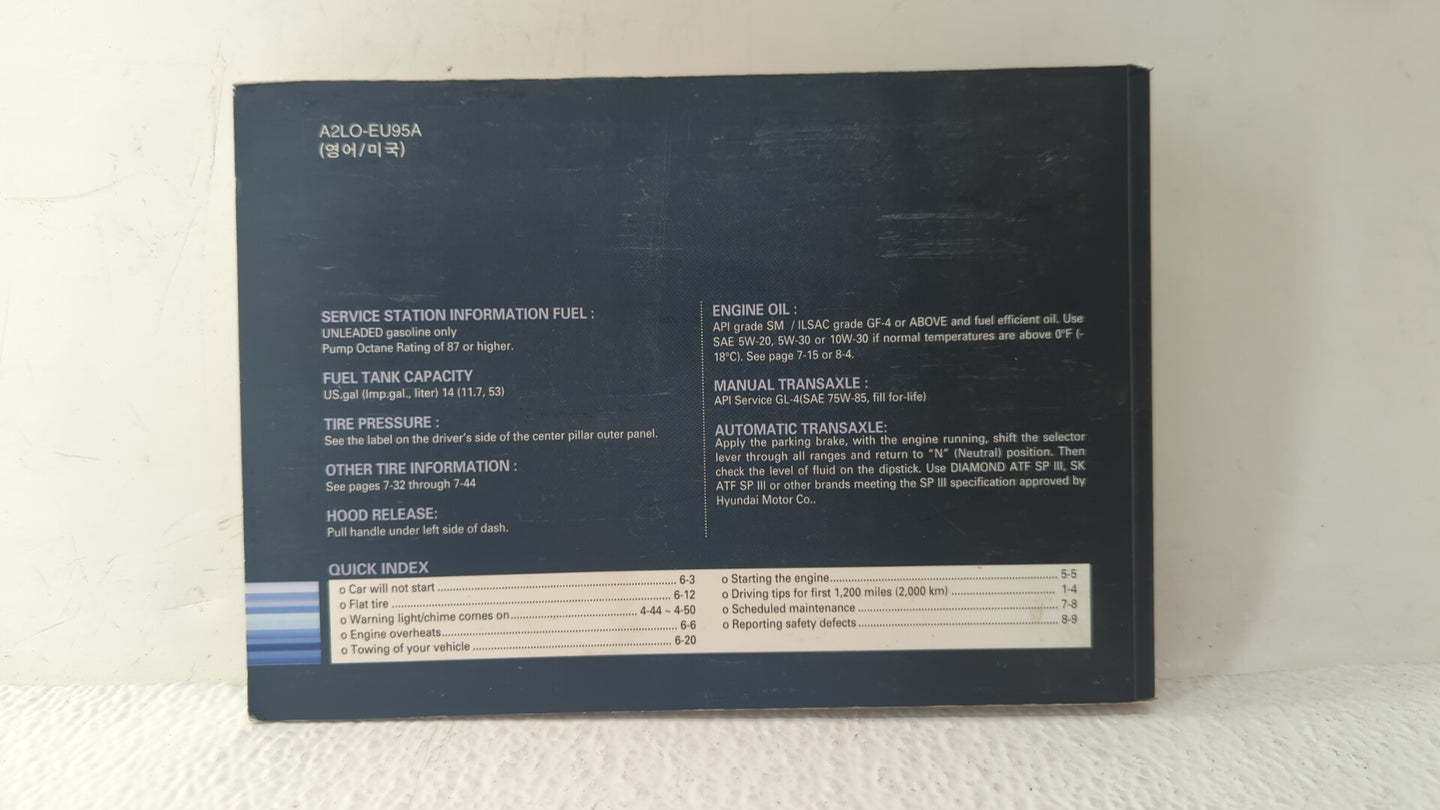 A2LO-EU95A
(영어/미국)
SERVICE STATION INFORMATION FUEL :
UNLEADED gasoline only
Pump Octane Rating of 87 or higher.
FUEL TANK CAPACITY
US.gal (Imp.gal., liter) 14 (11.7, 53)
TIRE PRESSURE :
See the label on the driver's side of the center pillar outer panel.
OTHER TIRE INFORMATION :
See pages 7-32 through 7-44
HOOD RELEASE:
Pull handle under left side of dash.
ENGINE OIL :
API grade SM / ILSAC grade GF-4 or ABOVE and fuel efficient oil. Use
SAE 5W-20, 5W-30 or 10W-30 if normal temperatures are above 0°F (-
18°C). See page 7-15 or 8-4.
MANUAL TRANSAXLE :
API Service GL-4(SAE 75W-85, fill for-life)
AUTOMATIC TRANSAXLE:
Apply the parking brake, with the engine running, shift the selector
lever through all ranges and return to "N" (Neutral) position. Then
check the level of fluid on the dipstick. Use DIAMOND ATF SP III, SK
ATF SP III or other brands meeting the SP III specification approved by
Hyundai Motor Co..
QUICK INDEX
o Car will not start ........ 6-3
o Flat tire ........ 6-12
o Warning light/chime comes on ........ 4-44 ~ 4-50
o Engine overheats ........ 6-6
o Towing of your vehicle ........ 6-20
o Starting the engine ........ 5-5
o Driving tips for first 1,200 miles (2,000 km) ........ 1-4
o Scheduled maintenance ........ 7-8
o Reporting safety defects ........ 8-9